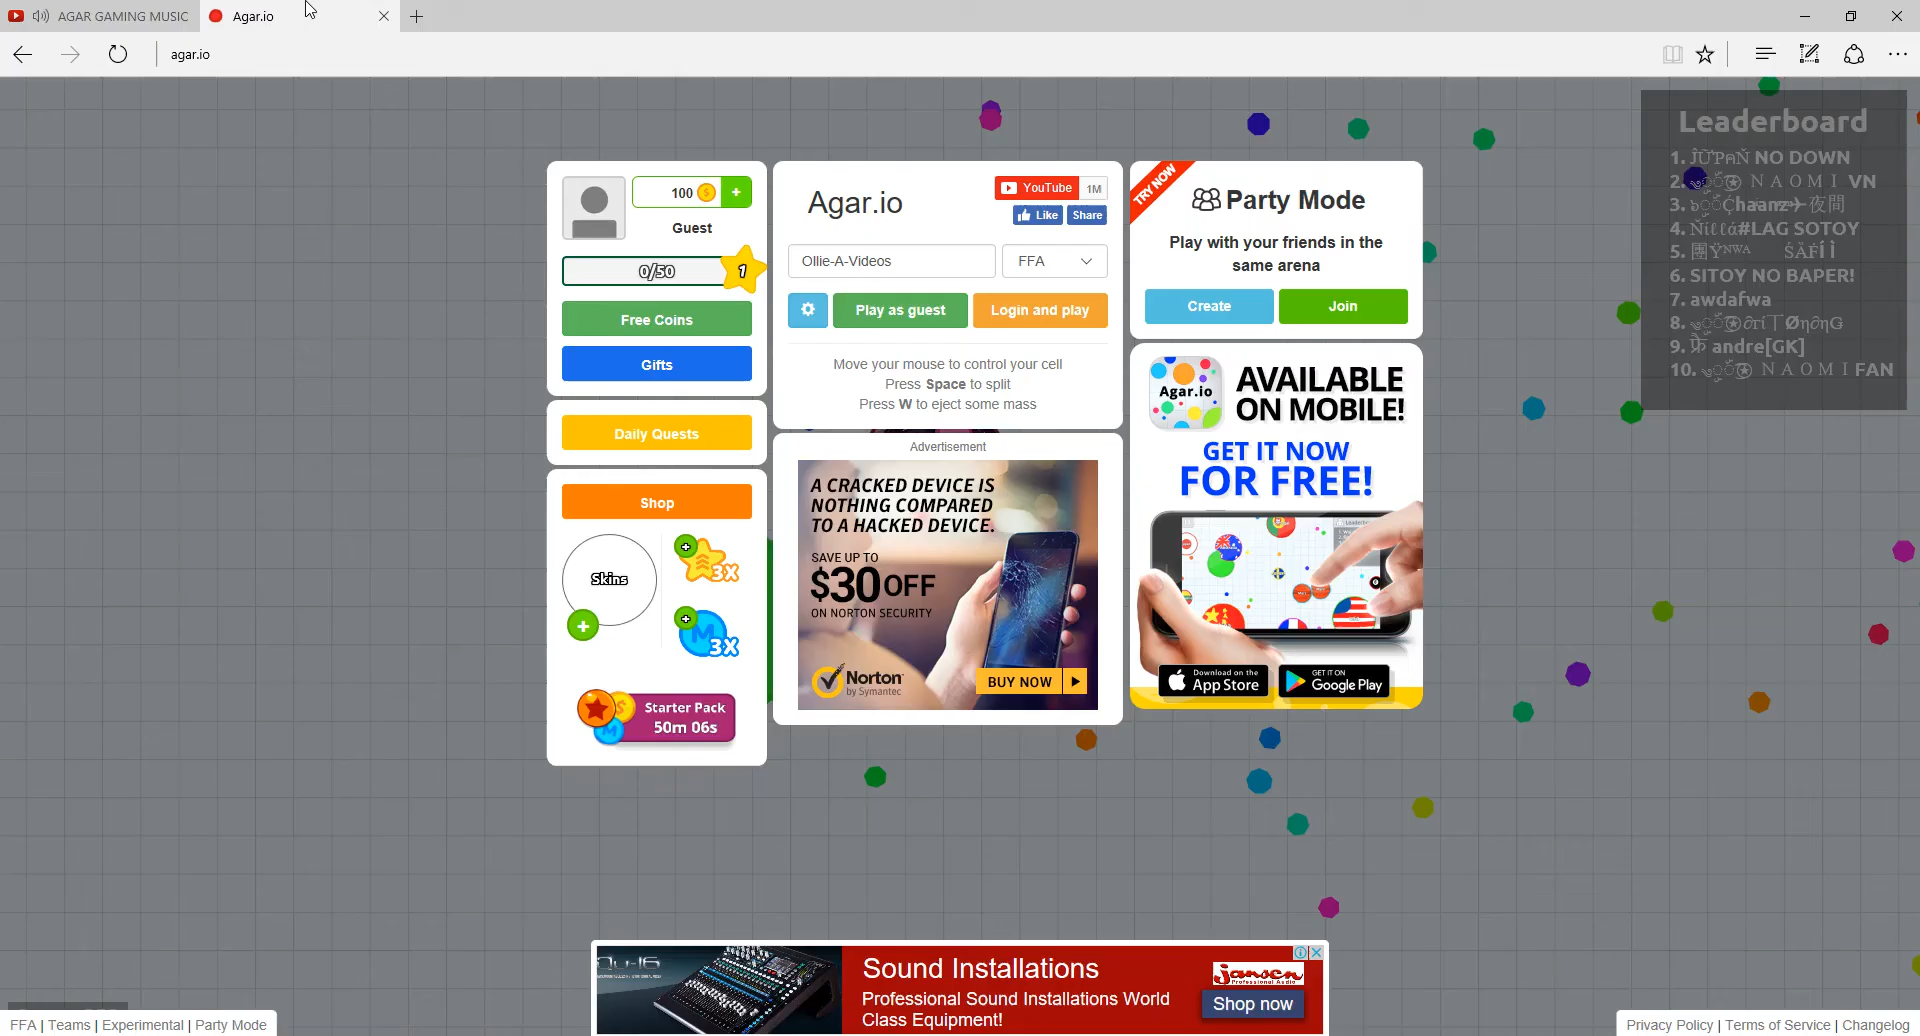 AGAR GAMING MUSIC
Agar.io
agar.io
100
Guest
0/50
1
Free Coins
Gifts
Daily Quests
Shop
Skins
3X
M
3X
Starter Pack
50m 06s
Agar.io
YouTube 1M
Like Share
Ollie-A-Videos
FFA
Play as guest
Login and play
Move your mouse to control your cell
Press Space to split
Press W to eject some mass
Advertisement
A CRACKED DEVICE IS
NOTHING COMPARED
TO A HACKED DEVICE.
SAVE UP TO
$30 OFF
ON NORTON SECURITY
Norton
by Symantec
BUY NOW
TRY NOW
Party Mode
Play with your friends in the
same arena
Create
Join
Agar.io
AVAILABLE
ON MOBILE!
GET IT NOW
FOR FREE!
Download on the
App Store
GET IT ON
Google Play
Leaderboard
1. NO DOWN
2. N A O M I VN
3. 夜間
4. #LAG SOTOY
5.
6. SITOY NO BAPER!
7. awdafwa
8.
9. andre[GK]
10. N A O M I FAN
Qu-16
Sound Installations
Professional Sound Installations World
Class Equipment!
Jansen
Professional Audio
Shop now
FFA | Teams | Experimental | Party Mode
Privacy Policy | Terms of Service | Changelog